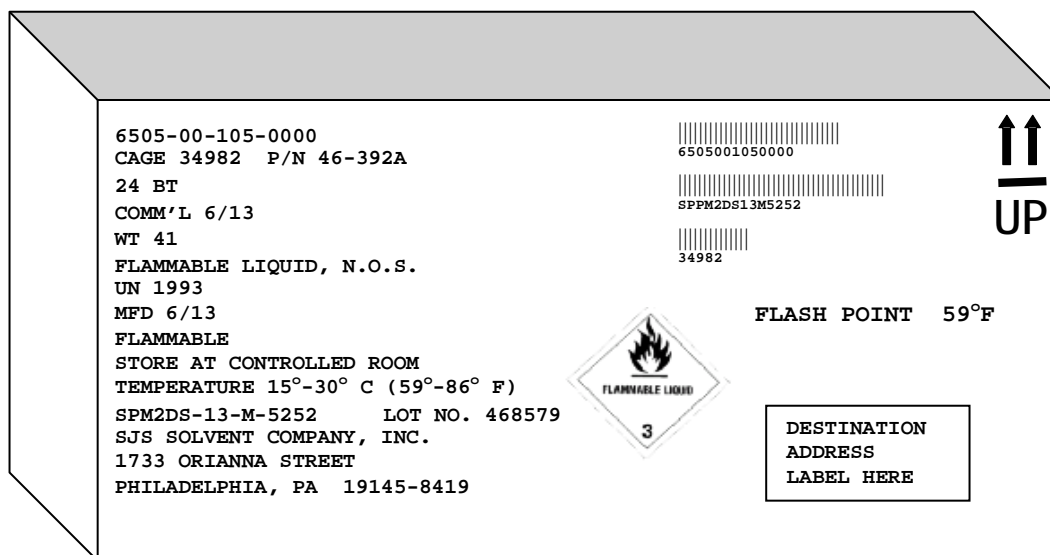 6505-00-105-0000
CAGE 34982 P/N 46-392A
24 BT
COMM'L 6/13
WT 41
FLAMMABLE LIQUID, N.O.S.
UN 1993
MFD 6/13
FLAMMABLE
STORE AT CONTROLLED ROOM
TEMPERATURE 15°-30° C (59°-86° F)
SPM2DS-13-M-5252 LOT NO. 468579
SJS SOLVENT COMPANY, INC.
1733 ORIANNA STREET
PHILADELPHIA, PA 19145-8419
6505001050000
SPPM2DS13M5252
34982
UP
FLASH POINT 59°F
FLAMMABLE LIQUID
3
DESTINATION
ADDRESS
LABEL HERE